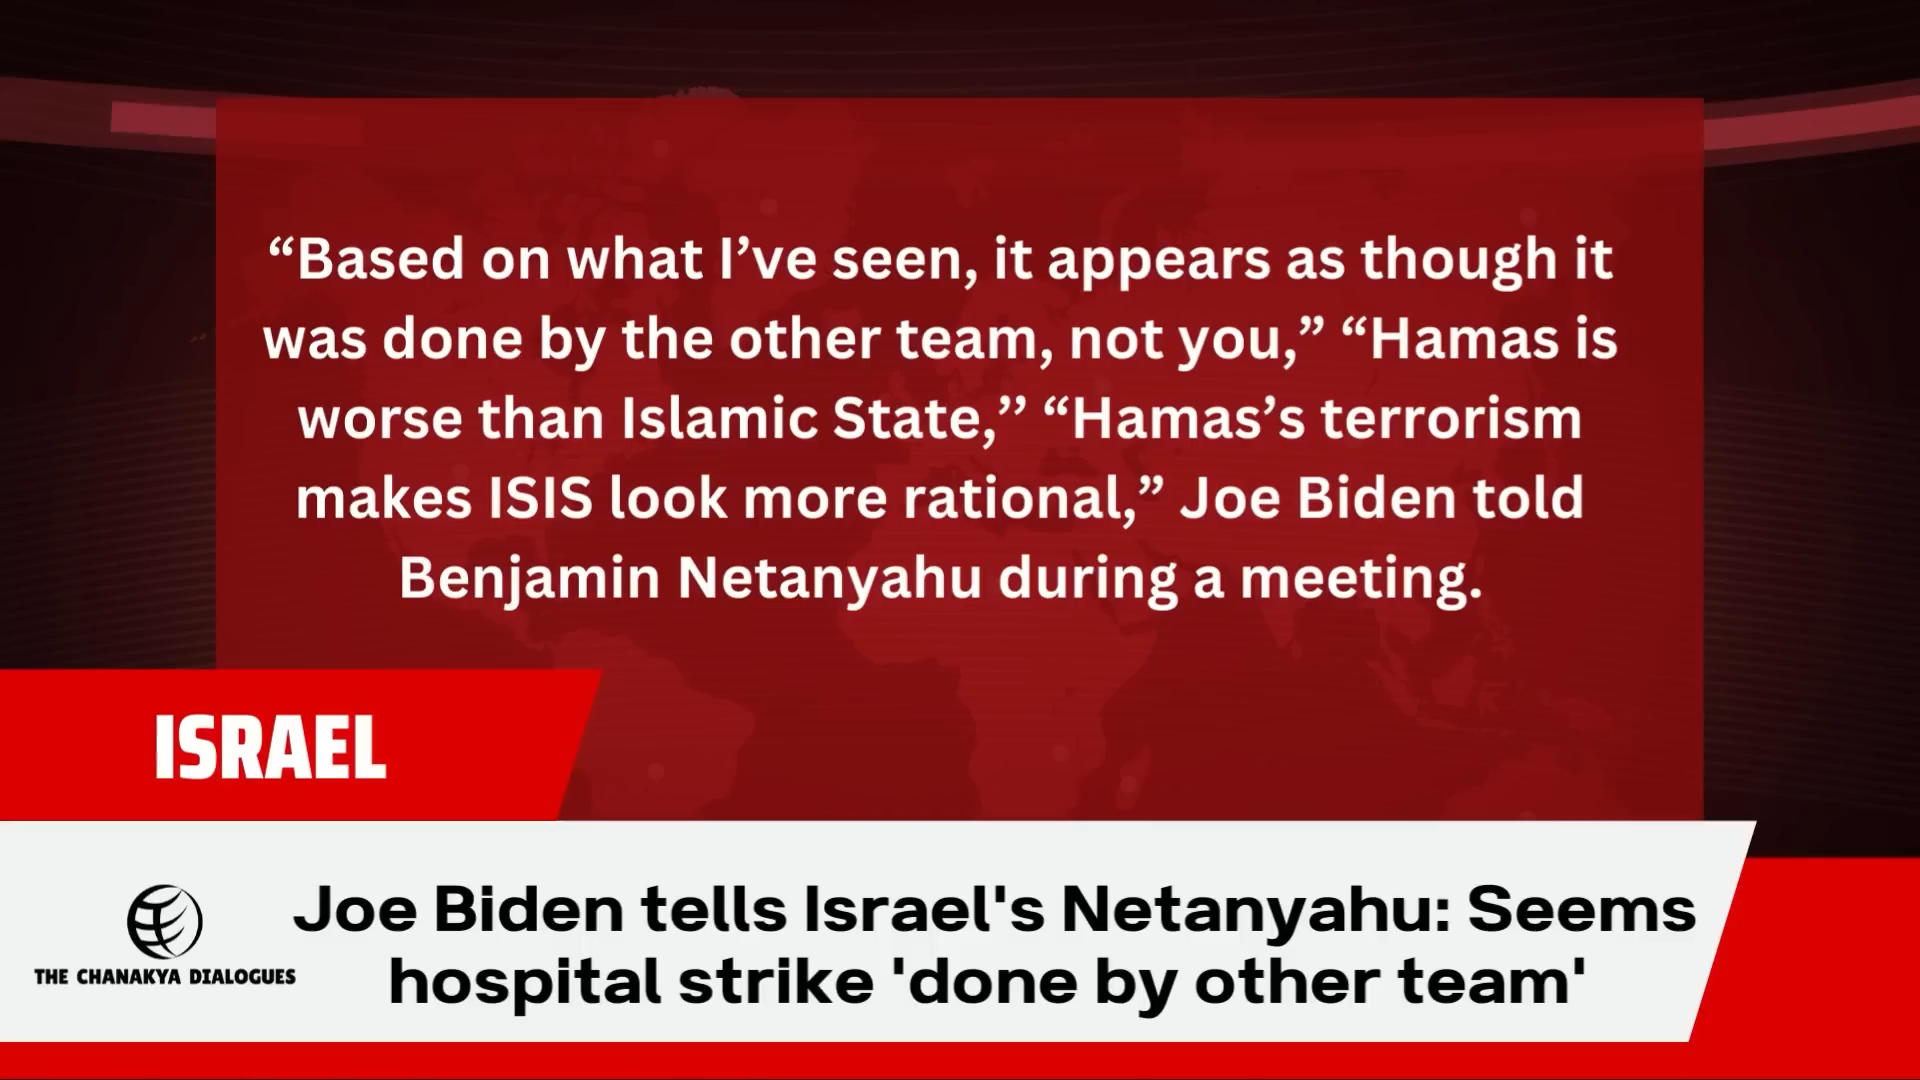 “Based on what I’ve seen, it appears as though it
was done by the other team, not you,” “Hamas is
worse than Islamic State,’’ “Hamas’s terrorism
makes ISIS look more rational,” Joe Biden told
Benjamin Netanyahu during a meeting.
ISRAEL
Joe Biden tells Israel's Netanyahu: Seems
hospital strike 'done by other team'
THE CHANAKYA DIALOGUES